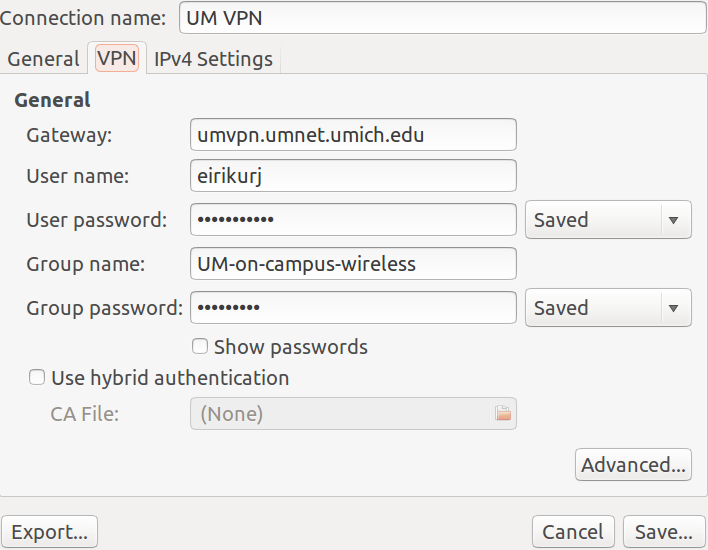 Connection name: UM VPN
General VPN IPv4 Settings
General
Gateway: umvpn.umnet.umich.edu
User name: eirikurj
User password: ••••••••••• Saved
Group name: UM-on-campus-wireless
Group password: ••••••••• Saved
Show passwords
Use hybrid authentication
CA File: (None)
Advanced...
Export... Cancel Save...